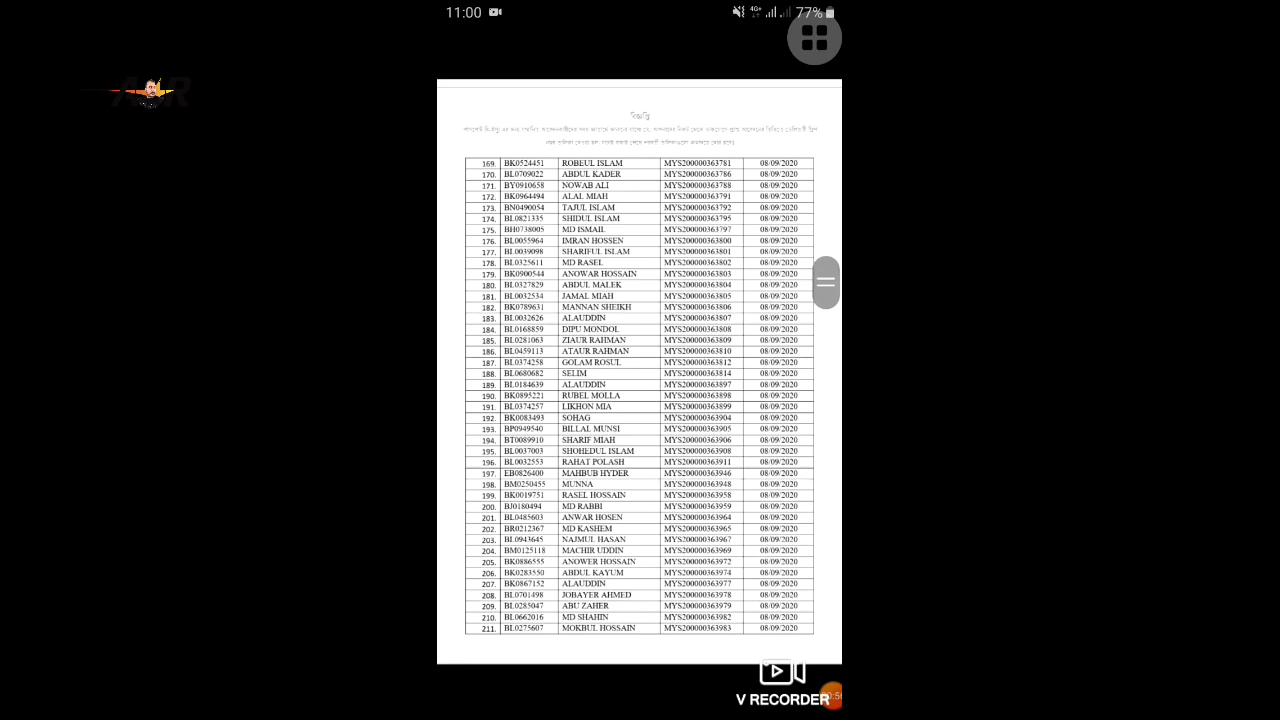 11:00
4G+ 77%
বিজ্ঞপ্তি
169. BK0524451 ROBEUL ISLAM MYS200000363781 08/09/2020
170. BL0709022 ABDUL KADER MYS200000363786 08/09/2020
171. BY0910658 NOWAB ALI MYS200000363788 08/09/2020
172. BK0964494 ALAL MIAH MYS200000363791 08/09/2020
173. BN0490054 TAJUL ISLAM MYS200000363792 08/09/2020
174. BL0821335 SHIDUL ISLAM MYS200000363795 08/09/2020
175. BH0738005 MD ISMAIL MYS200000363797 08/09/2020
176. BL0055964 IMRAN HOSSEN MYS200000363800 08/09/2020
177. BL0039098 SHARIFUL ISLAM MYS200000363801 08/09/2020
178. BL0325611 MD RASEL MYS200000363802 08/09/2020
179. BK0900544 ANOWAR HOSSAIN MYS200000363803 08/09/2020
180. BL0327829 ABDUL MALEK MYS200000363804 08/09/2020
181. BL0032534 JAMAL MIAH MYS200000363805 08/09/2020
182. BK0789631 MANNAN SHEIKH MYS200000363806 08/09/2020
183. BL0032626 ALAUDDIN MYS200000363807 08/09/2020
184. BL0168859 DIPU MONDOL MYS200000363808 08/09/2020
185. BL0281063 ZIAUR RAHMAN MYS200000363809 08/09/2020
186. BL0459113 ATAUR RAHMAN MYS200000363810 08/09/2020
187. BL0374258 GOLAM ROSUL MYS200000363812 08/09/2020
188. BL0680682 SELIM MYS200000363814 08/09/2020
189. BL0184639 ALAUDDIN MYS200000363897 08/09/2020
190. BK0895221 RUBEL MOLLA MYS200000363898 08/09/2020
191. BL0374257 LIKHON MIA MYS200000363899 08/09/2020
192. BK0083493 SOHAG MYS200000363904 08/09/2020
193. BP0949540 BILLAL MUNSI MYS200000363905 08/09/2020
194. BT0089910 SHARIF MIAH MYS200000363906 08/09/2020
195. BL0037003 SHOHEDUL ISLAM MYS200000363908 08/09/2020
196. BL0032553 RAHAT POLASH MYS200000363911 08/09/2020
197. EB0826400 MAHBUB HYDER MYS200000363946 08/09/2020
198. BM0250455 MUNNA MYS200000363948 08/09/2020
199. BK0019751 RASEL HOSSAIN MYS200000363958 08/09/2020
200. BJ0180494 MD RABBI MYS200000363959 08/09/2020
201. BL0485603 ANWAR HOSEN MYS200000363964 08/09/2020
202. BR0212367 MD KASHEM MYS200000363965 08/09/2020
203. BL0943645 NAJMUL HASAN MYS200000363967 08/09/2020
204. BM0125118 MACHIR UDDIN MYS200000363969 08/09/2020
205. BK0886555 ANOWER HOSSAIN MYS200000363972 08/09/2020
206. BK0283550 ABDUL KAYUM MYS200000363974 08/09/2020
207. BK0867152 ALAUDDIN MYS200000363977 08/09/2020
208. BL0701498 JOBAYER AHMED MYS200000363978 08/09/2020
209. BL0285047 ABU ZAHER MYS200000363979 08/09/2020
210. BL0662016 MD SHAHIN MYS200000363982 08/09/2020
211. BL0275607 MOKBUL HOSSAIN MYS200000363983 08/09/2020
V RECORDER